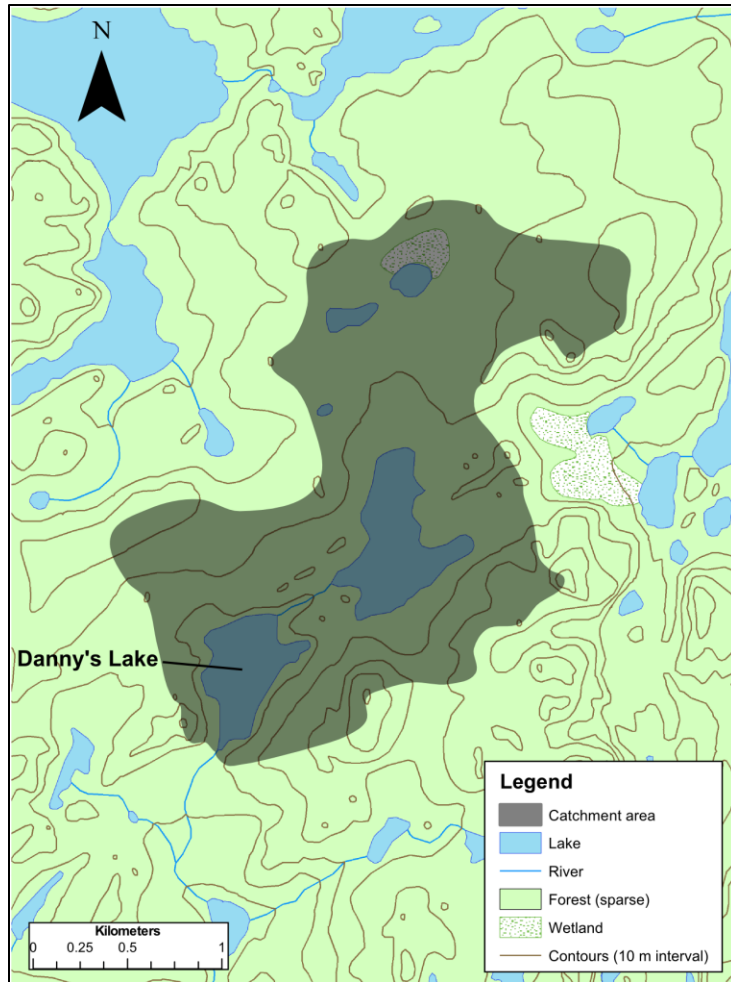 N
Danny's Lake
Legend
Catchment area
Lake
River
Forest (sparse)
Wetland
Contours (10 m interval)
Kilometers
0 0.25 0.5 1